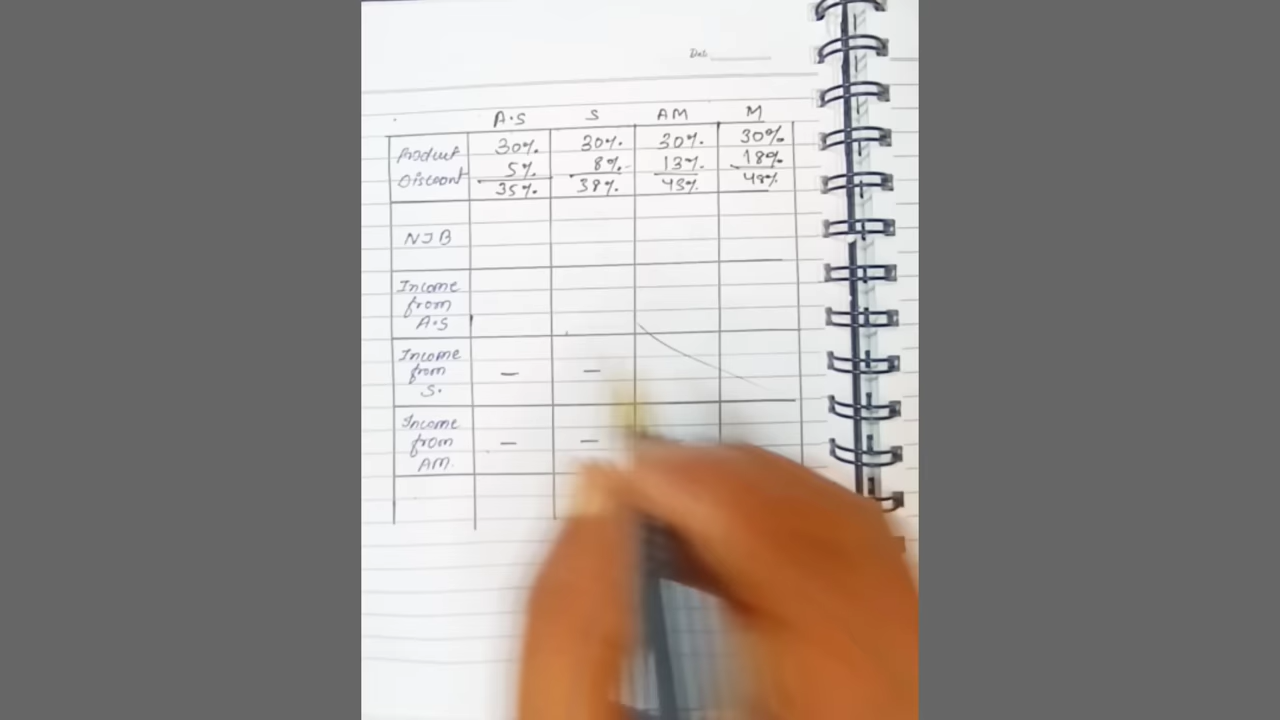 Date
A.S S AM M
Product Discount
30% 30% 30% 30%
5% 8% 13% 18%
35% 38% 43% 48%
NJB
Income
from
A.S
Income
from
S.
Income
from
AM.